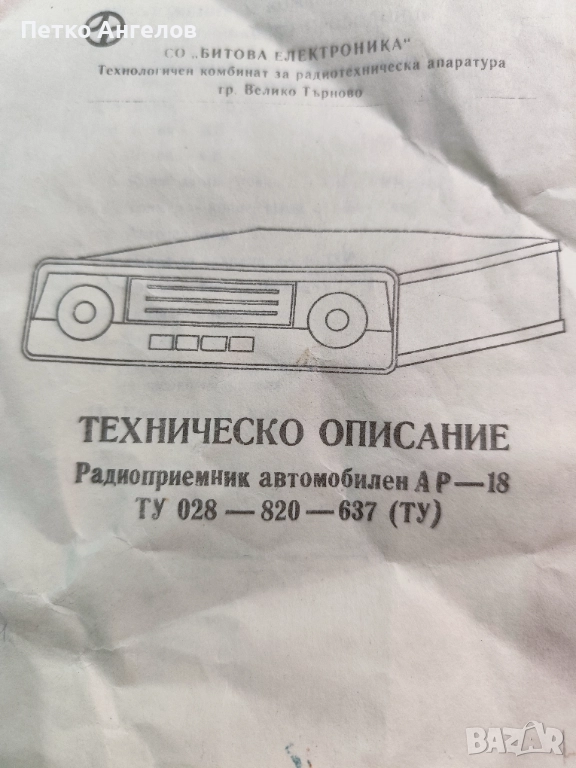 Петко Ангелов
СО „БИТОВА ЕЛЕКТРОНИКА"
Технологичен комбинат за радиотехническа апаратура
гр. Велико Търново
ТЕХНИЧЕСКО ОПИСАНИЕ
Радиоприемник автомобилен АР—18
ТУ 028 — 820 — 637 (ТУ)
BAZAR